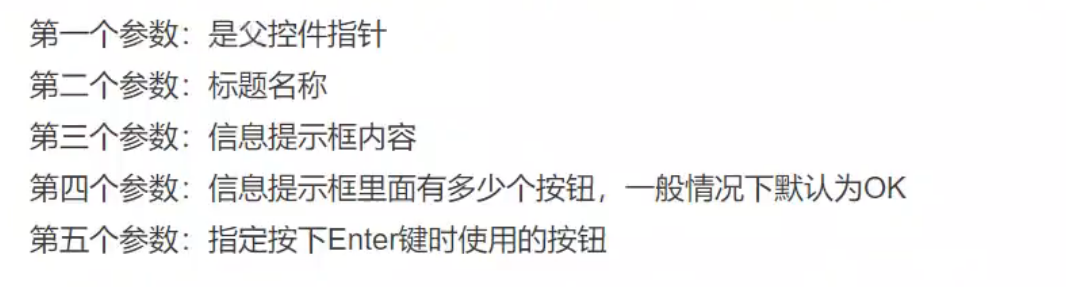 第一个参数：是父控件指针
第二个参数：标题名称
第三个参数：信息提示框内容
第四个参数：信息提示框里面有多少个按钮，一般情况下默认为OK
第五个参数：指定按下Enter键时使用的按钮